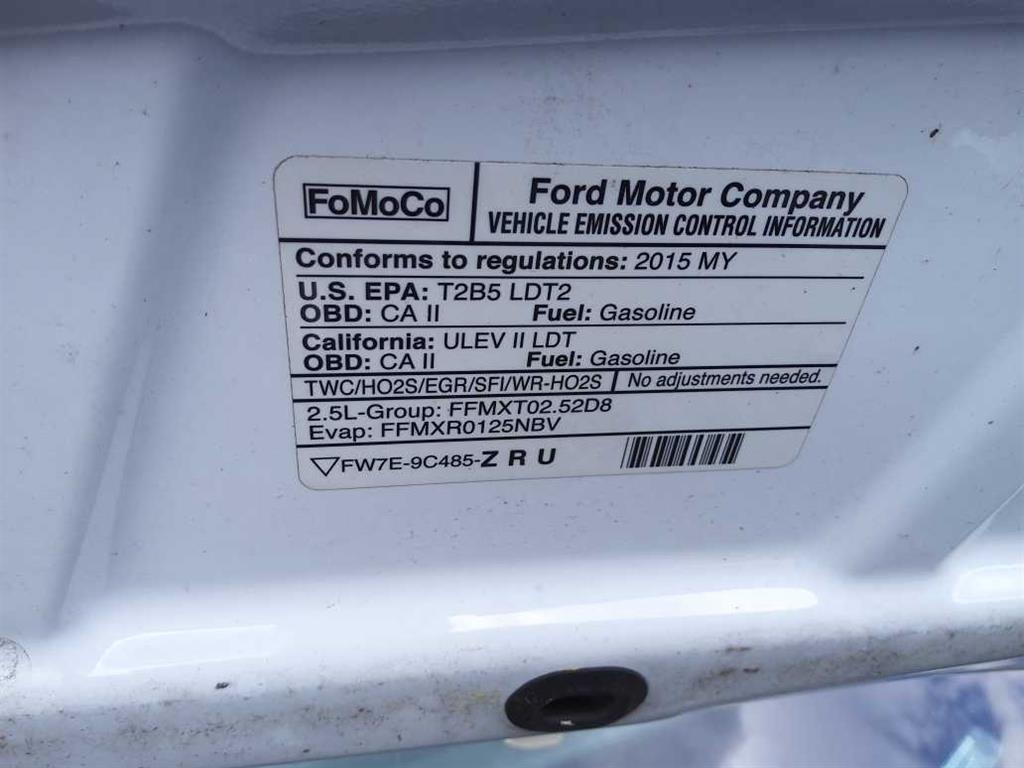 FoMoCo
Ford Motor Company
VEHICLE EMISSION CONTROL INFORMATION
Conforms to regulations: 2015 MY
U.S. EPA: T2B5 LDT2
OBD: CA II Fuel: Gasoline
California: ULEV II LDT
OBD: CA II Fuel: Gasoline
TWC/HO2S/EGR/SFI/WR-HO2S No adjustments needed.
2.5L-Group: FFMXT02.52D8
Evap: FFMXR0125NBV
FW7E-9C485-Z R U